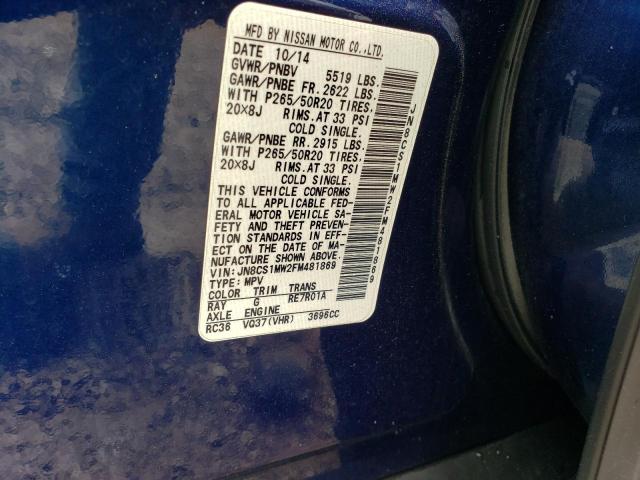 MFD BY NISSAN MOTOR CO.,LTD.
DATE 10/14
GVWR/PNBV 5519 LBS.
GAWR/PNBE FR. 2622 LBS.
WITH P265/50R20 TIRES.
20X8J RIMS.AT 33 PSI
COLD SINGLE.
GAWR/PNBE RR. 2915 LBS.
WITH P265/50R20 TIRES.
20X8J RIMS.AT 33 PSI
COLD SINGLE.
THIS VEHICLE CONFORMS
TO ALL APPLICABLE FED-
ERAL MOTOR VEHICLE SA-
FETY AND THEFT PREVENTION
STANDARDS IN EFF-
ECT ON THE DATE OF MA-
NUFACTURE SHOWN ABOVE.
VIN: JN8CS1MW2FM481869
TYPE: MPV
COLOR TRIM TRANS
RAY G RE7R01A
AXLE ENGINE
RC36 VQ37(VHR) 3696CC
JN8CS1MW2FM481869